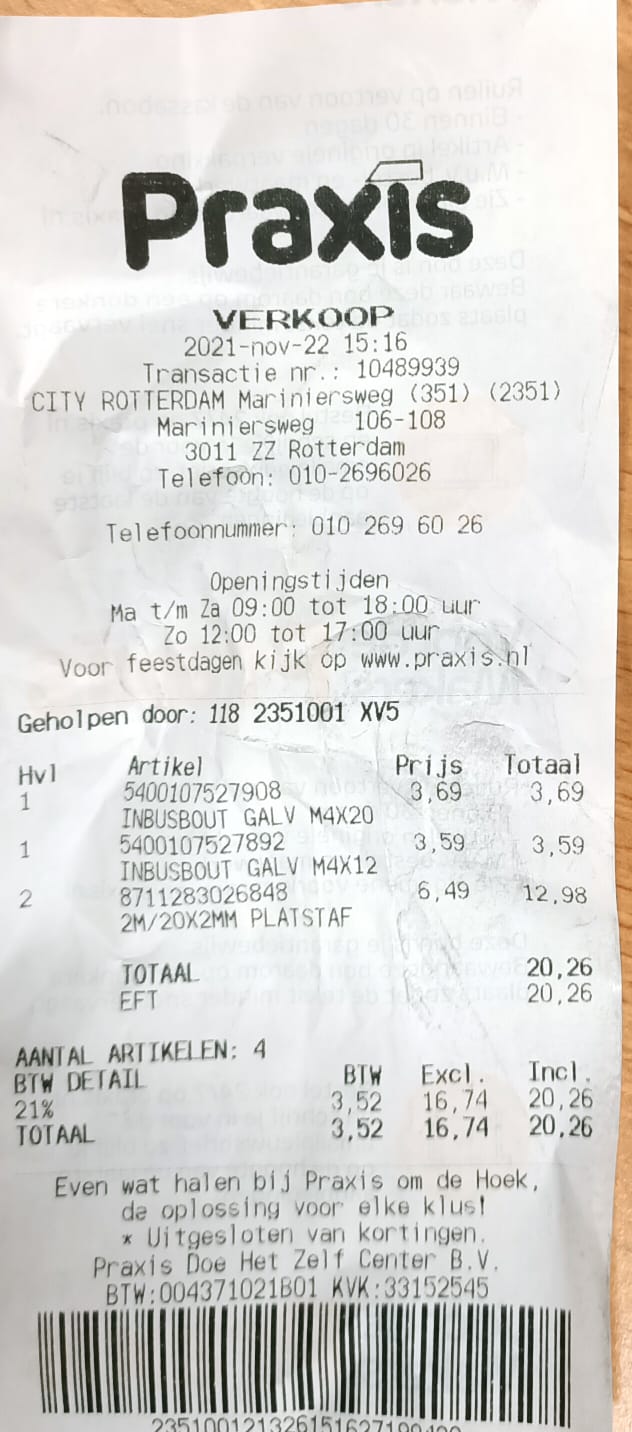 Praxis
VERKOOP
2021-nov-22 15:16
Transactie nr.: 10489939
CITY ROTTERDAM Mariniersweg (351) (2351)
Mariniersweg 106-108
3011 ZZ Rotterdam
Telefoon: 010-2696026
Telefoonnummer: 010 269 60 26
Openingstijden
Ma t/m Za 09:00 tot 18:00 uur
Zo 12:00 tot 17:00 uur
Voor feestdagen kijk op www.praxis.nl
Geholpen door: 118 2351001 XV5
Hvl Artikel Prijs Totaal
1 5400107527908 3,69 3,69
INBUSBOUT GALV M4X20
1 5400107527892 3,59 3,59
INBUSBOUT GALV M4X12
2 8711283026848 6,49 12,98
2M/20X2MM PLATSTAF
TOTAAL 20,26
EFT 20,26
AANTAL ARTIKELEN: 4
BTW DETAIL BTW Excl. Incl.
21% 3,52 16,74 20,26
TOTAAL 3,52 16,74 20,26
Even wat halen bij Praxis om de Hoek,
de oplossing voor elke klus!
* Uitgesloten van kortingen.
Praxis Doe Het Zelf Center B.V.
BTW:004371021B01 KVK:33152545